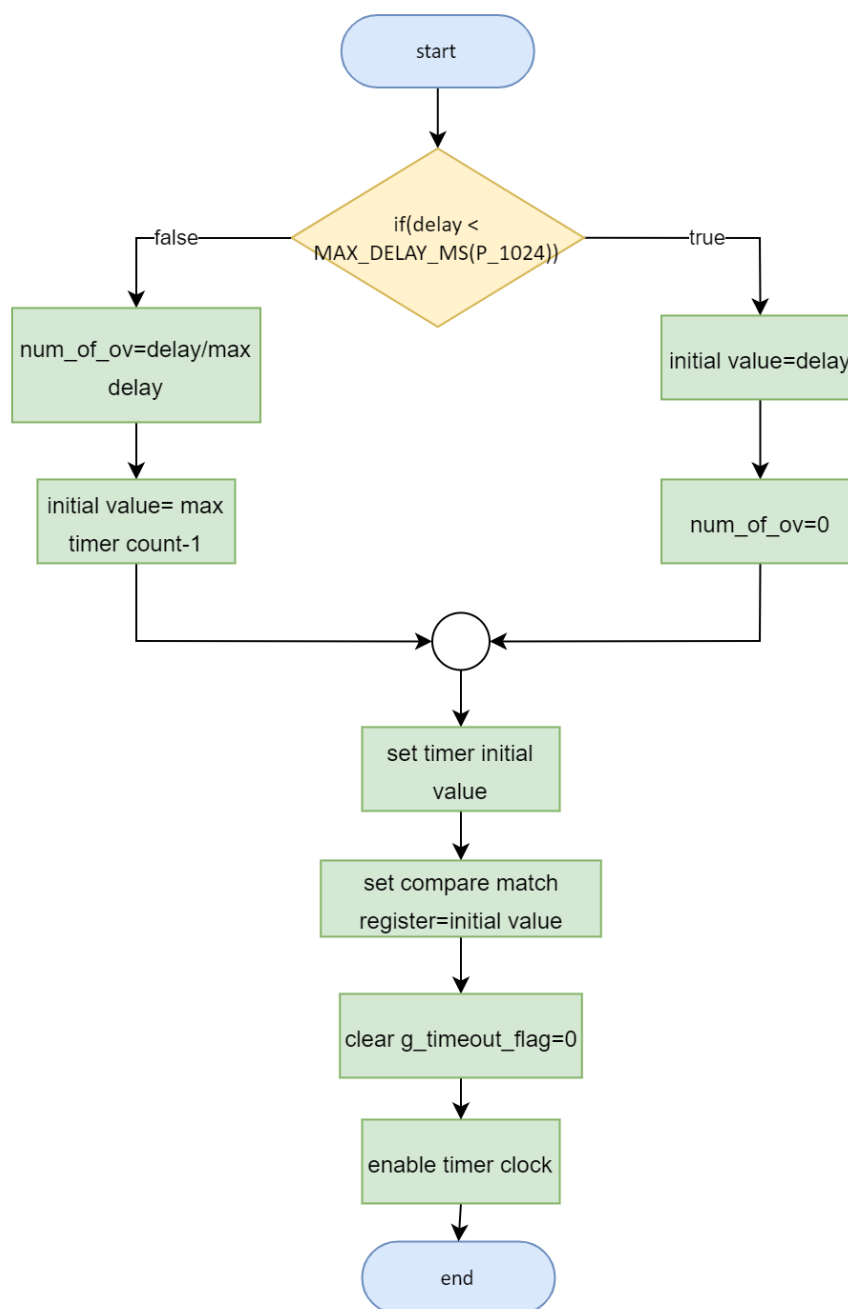 start
if(delay <
MAX_DELAY_MS(P_1024))
false
true
num_of_ov=delay/max
delay
initial value=delay
initial value= max
timer count-1
num_of_ov=0
set timer initial
value
set compare match
register=initial value
clear g_timeout_flag=0
enable timer clock
end